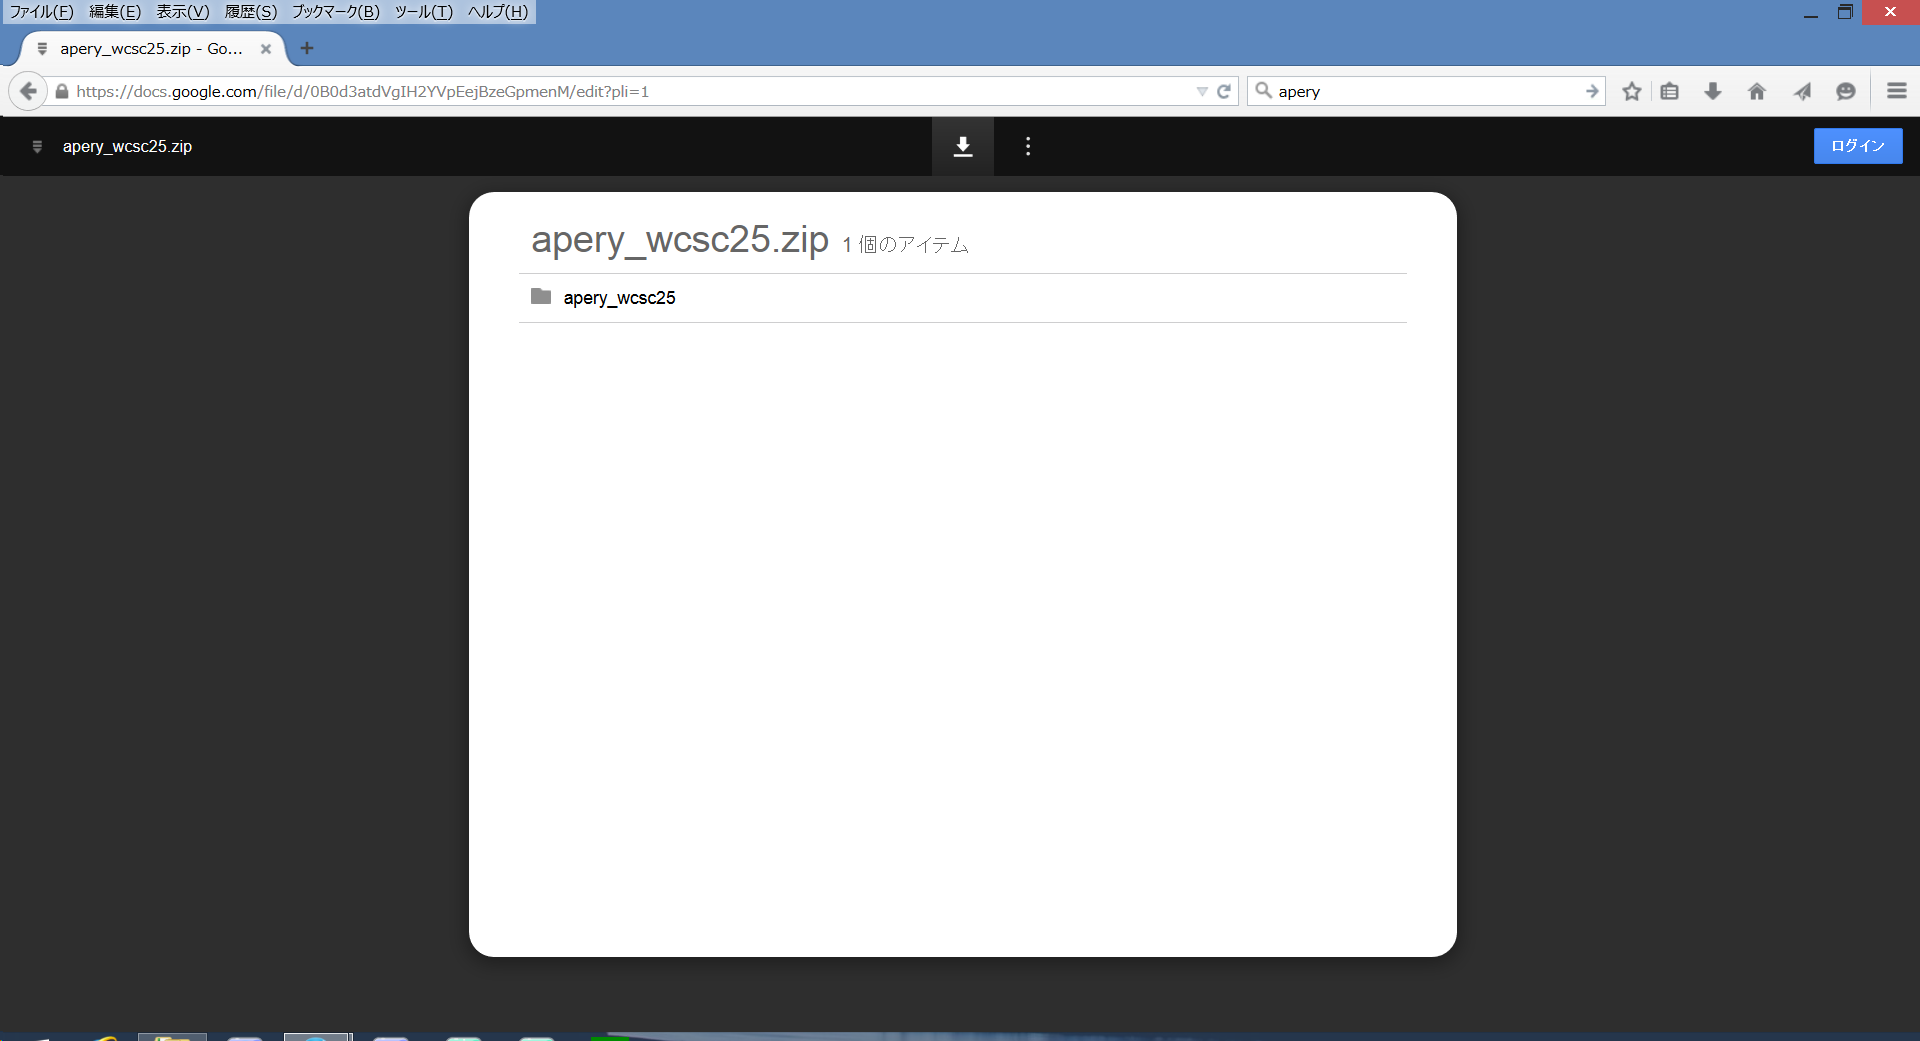 ファイル(F) 編集(E) 表示(V) 履歴(S) ブックマーク(B) ツール(T) ヘルプ(H)
apery_wcsc25.zip - Go...
https://docs.google.com/file/d/0B0d3atdVgIH2YVpEejBzeGpmenM/edit?pli=1
apery
apery_wcsc25.zip
ログイン
apery_wcsc25.zip 1 個のアイテム
apery_wcsc25